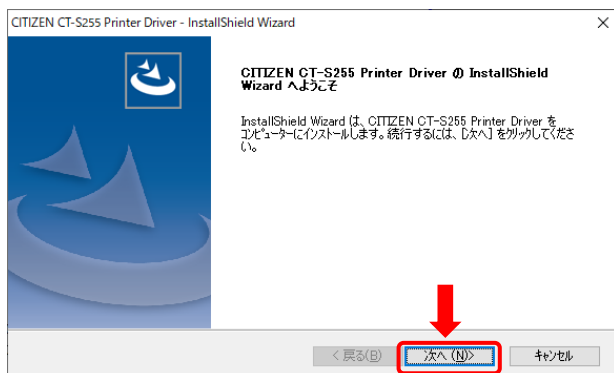 CITIZEN CT-S255 Printer Driver - InstallShield Wizard
CITIZEN CT-S255 Printer Driver の InstallShield
Wizard へようこそ
InstallShield Wizard は、CITIZEN CT-S255 Printer Driver を
コンピューターにインストールします。続行するには、[次へ] をクリックしてくださ
い。
< 戻る(B)
次へ (N)>
キャンセル